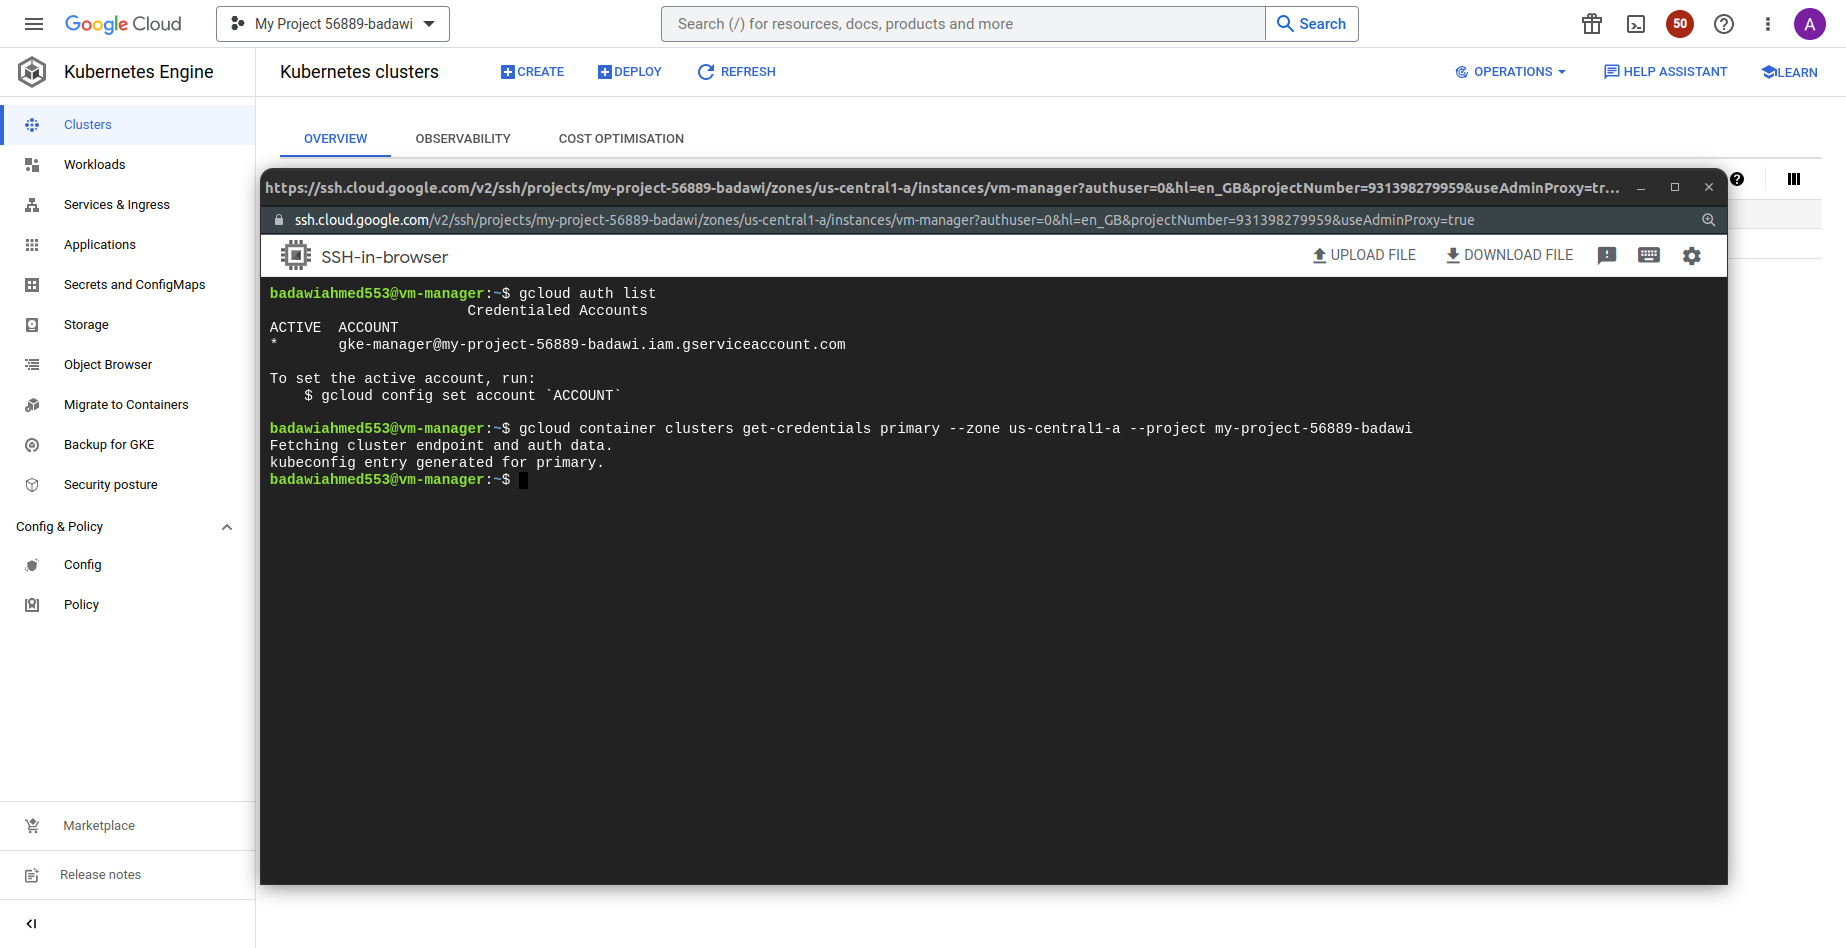 Google Cloud
My Project 56889-badawi
Search (/) for resources, docs, products and more
Search
50
A
Kubernetes Engine
Kubernetes clusters
CREATE
DEPLOY
REFRESH
OPERATIONS
HELP ASSISTANT
LEARN
Clusters
Workloads
Services & Ingress
Applications
Secrets and ConfigMaps
Storage
Object Browser
Migrate to Containers
Backup for GKE
Security posture
Config & Policy
Config
Policy
Marketplace
Release notes
OVERVIEW
OBSERVABILITY
COST OPTIMISATION
https://ssh.cloud.google.com/v2/ssh/projects/my-project-56889-badawi/zones/us-central1-a/instances/vm-manager?authuser=0&hl=en_GB&projectNumber=931398279959&useAdminProxy=tr...
ssh.cloud.google.com/v2/ssh/projects/my-project-56889-badawi/zones/us-central1-a/instances/vm-manager?authuser=0&hl=en_GB&projectNumber=931398279959&useAdminProxy=true
SSH-in-browser
UPLOAD FILE
DOWNLOAD FILE
badawiahmed553@vm-manager:~$ gcloud auth list
Credentialed Accounts
ACTIVE  ACCOUNT
*       gke-manager@my-project-56889-badawi.iam.gserviceaccount.com
To set the active account, run:
$ gcloud config set account `ACCOUNT`
badawiahmed553@vm-manager:~$ gcloud container clusters get-credentials primary --zone us-central1-a --project my-project-56889-badawi
Fetching cluster endpoint and auth data.
kubeconfig entry generated for primary.
badawiahmed553@vm-manager:~$